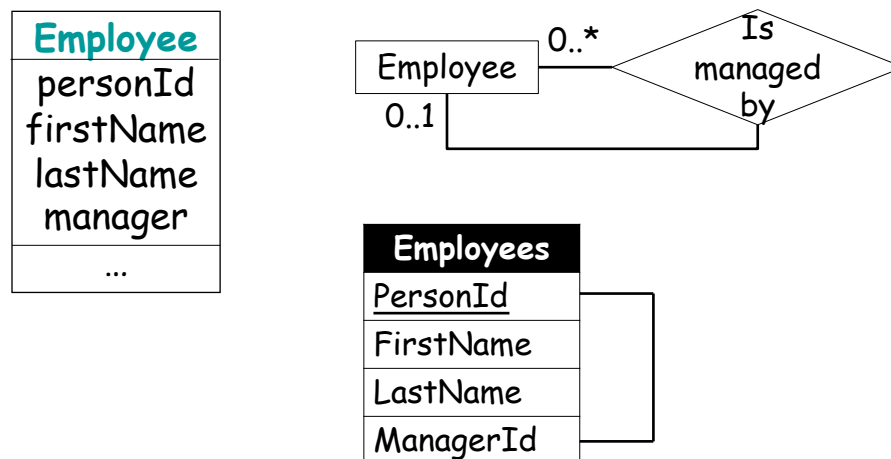 Employee
personId
firstName
lastName
manager
...
Employee
0..*
0..1
Is
managed
by
Employees
PersonId
FirstName
LastName
ManagerId